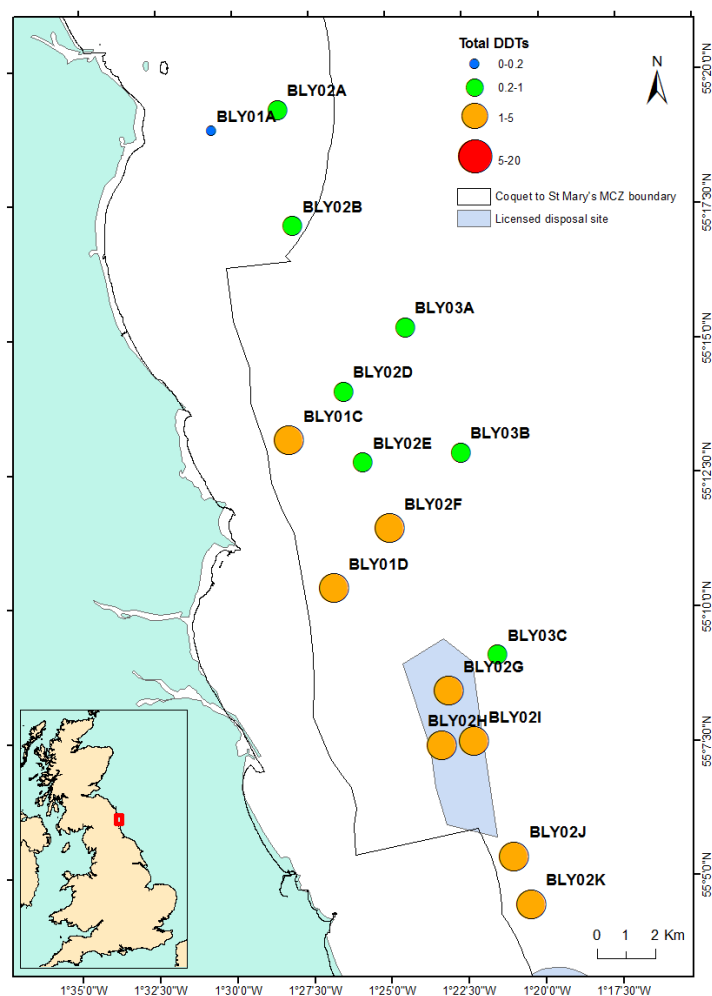 Total DDTs
0-0.2
0.2-1
1-5
5-20
Coquet to St Mary's MCZ boundary
Licensed disposal site
N
BLY02A
BLY01A
BLY02B
BLY03A
BLY02D
BLY01C
BLY02E
BLY03B
BLY02F
BLY01D
BLY03C
BLY02G
BLY02H
BLY02I
BLY02J
BLY02K
0 1 2 Km
55°20'0"N
55°17'30"N
55°15'0"N
55°12'30"N
55°10'0"N
55°7'30"N
55°5'0"N
1°35'0"W 1°32'30"W 1°30'0"W 1°27'30"W 1°25'0"W 1°22'30"W 1°20'0"W 1°17'30"W